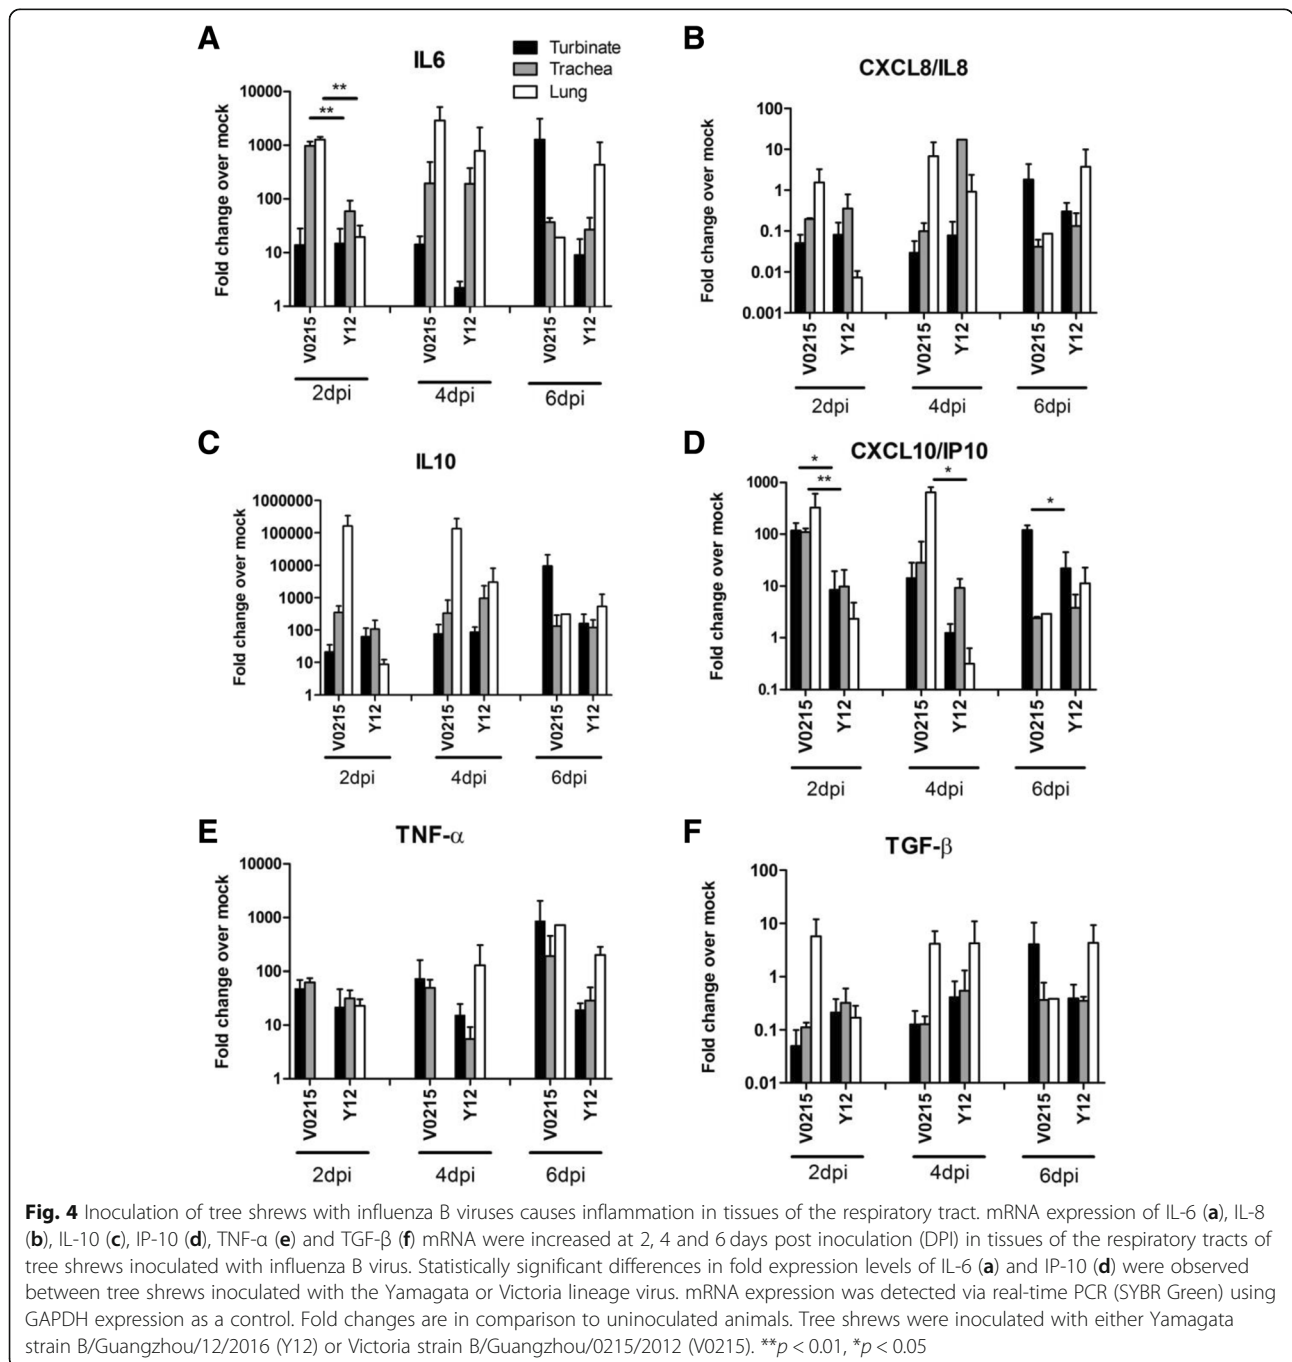 A
IL6
Turbinate
Trachea
Lung
Fold change over mock
10000
1000
100
10
1
**
**
V0215
Y12
V0215
Y12
V0215
Y12
2dpi
4dpi
6dpi
B
CXCL8/IL8
Fold change over mock
100
10
1
0.1
0.01
0.001
V0215
Y12
V0215
Y12
V0215
Y12
2dpi
4dpi
6dpi
C
IL10
Fold change over mock
1000000
100000
10000
1000
100
10
1
V0215
Y12
V0215
Y12
V0215
Y12
2dpi
4dpi
6dpi
D
CXCL10/IP10
Fold change over mock
1000
100
10
1
0.1
*
**
*
*
V0215
Y12
V0215
Y12
V0215
Y12
2dpi
4dpi
6dpi
E
TNF-α
Fold change over mock
10000
1000
100
10
1
V0215
Y12
V0215
Y12
V0215
Y12
2dpi
4dpi
6dpi
F
TGF-β
Fold change over mock
100
10
1
0.1
0.01
V0215
Y12
V0215
Y12
V0215
Y12
2dpi
4dpi
6dpi
Fig. 4 Inoculation of tree shrews with influenza B viruses causes inflammation in tissues of the respiratory tract. mRNA expression of IL-6 (a), IL-8
(b), IL-10 (c), IP-10 (d), TNF-α (e) and TGF-β (f) mRNA were increased at 2, 4 and 6 days post inoculation (DPI) in tissues of the respiratory tracts of
tree shrews inoculated with influenza B virus. Statistically significant differences in fold expression levels of IL-6 (a) and IP-10 (d) were observed
between tree shrews inoculated with the Yamagata or Victoria lineage virus. mRNA expression was detected via real-time PCR (SYBR Green) using
GAPDH expression as a control. Fold changes are in comparison to uninoculated animals. Tree shrews were inoculated with either Yamagata
strain B/Guangzhou/12/2016 (Y12) or Victoria strain B/Guangzhou/0215/2012 (V0215). **p < 0.01, *p < 0.05